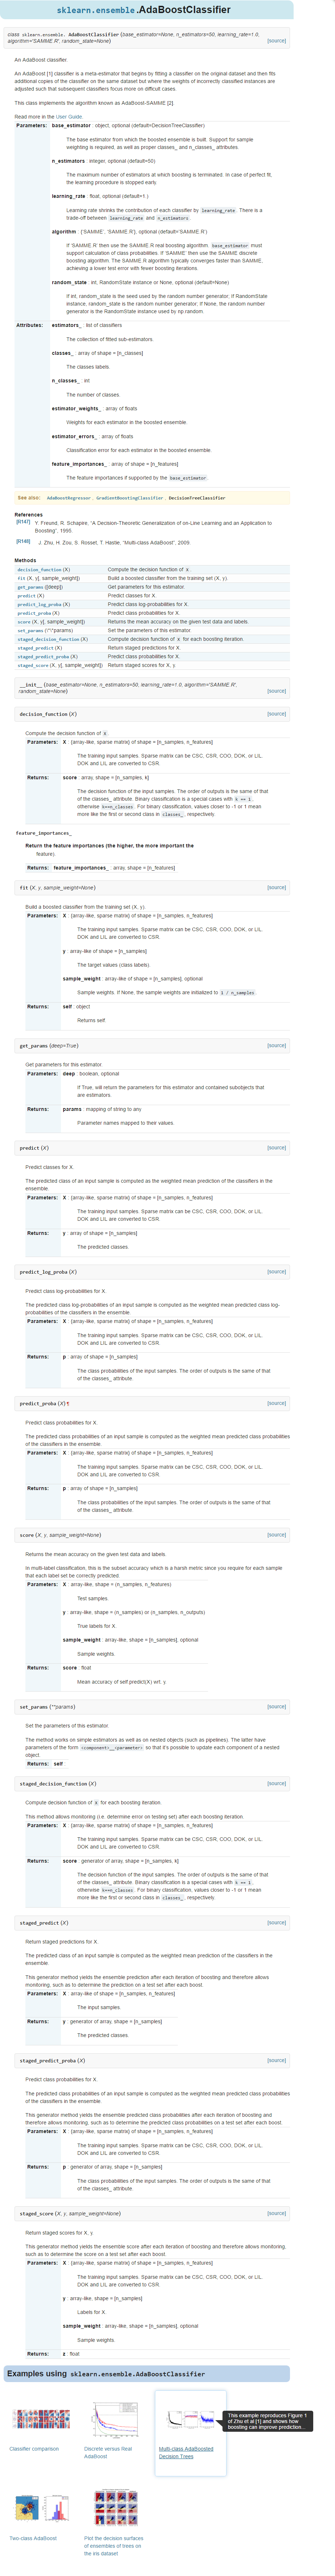 sklearn.ensemble.AdaBoostClassifier
class sklearn.ensemble. AdaBoostClassifier (base_estimator=None, n_estimators=50, learning_rate=1.0,
algorithm='SAMME.R', random_state=None) [source]
An AdaBoost classifier.
An AdaBoost [1] classifier is a meta-estimator that begins by fitting a classifier on the original dataset and then fits
additional copies of the classifier on the same dataset but where the weights of incorrectly classified instances are
adjusted such that subsequent classifiers focus more on difficult cases.
This class implements the algorithm known as AdaBoost-SAMME [2].
Read more in the User Guide.
Parameters: base_estimator : object, optional (default=DecisionTreeClassifier)
The base estimator from which the boosted ensemble is built. Support for sample
weighting is required, as well as proper classes_ and n_classes_ attributes.
n_estimators : integer, optional (default=50)
The maximum number of estimators at which boosting is terminated. In case of perfect fit,
the learning procedure is stopped early.
learning_rate : float, optional (default=1.)
Learning rate shrinks the contribution of each classifier by learning_rate. There is a
trade-off between learning_rate and n_estimators.
algorithm : {'SAMME', 'SAMME.R'}, optional (default='SAMME.R')
If 'SAMME.R' then use the SAMME.R real boosting algorithm. base_estimator must
support calculation of class probabilities. If 'SAMME' then use the SAMME discrete
boosting algorithm. The SAMME.R algorithm typically converges faster than SAMME,
achieving a lower test error with fewer boosting iterations.
random_state : int, RandomState instance or None, optional (default=None)
If int, random_state is the seed used by the random number generator; If RandomState
instance, random_state is the random number generator; If None, the random number
generator is the RandomState instance used by np.random.
Attributes: estimators_ : list of classifiers
The collection of fitted sub-estimators.
classes_ : array of shape = [n_classes]
The classes labels.
n_classes_ : int
The number of classes.
estimator_weights_ : array of floats
Weights for each estimator in the boosted ensemble.
estimator_errors_ : array of floats
Classification error for each estimator in the boosted ensemble.
feature_importances_ : array of shape = [n_features]
The feature importances if supported by the base_estimator.
See also: AdaBoostRegressor, GradientBoostingClassifier, DecisionTreeClassifier
References
[R147] Y. Freund, R. Schapire, "A Decision-Theoretic Generalization of on-Line Learning and an Application to
Boosting", 1995.
[R148] J. Zhu, H. Zou, S. Rosset, T. Hastie, "Multi-class AdaBoost", 2009.
Methods
decision_function (X) Compute the decision function of X.
fit (X, y[, sample_weight]) Build a boosted classifier from the training set (X, y).
get_params ([deep]) Get parameters for this estimator.
predict (X) Predict classes for X.
predict_log_proba (X) Predict class log-probabilities for X.
predict_proba (X) Predict class probabilities for X.
score (X, y[, sample_weight]) Returns the mean accuracy on the given test data and labels.
set_params (**params) Set the parameters of this estimator.
staged_decision_function (X) Compute decision function of X for each boosting iteration.
staged_predict (X) Return staged predictions for X.
staged_predict_proba (X) Predict class probabilities for X.
staged_score (X, y[, sample_weight]) Return staged scores for X, y.
__init__ (base_estimator=None, n_estimators=50, learning_rate=1.0, algorithm='SAMME.R',
random_state=None) [source]
decision_function (X) [source]
Compute the decision function of X.
Parameters: X : {array-like, sparse matrix} of shape = [n_samples, n_features]
The training input samples. Sparse matrix can be CSC, CSR, COO, DOK, or LIL.
DOK and LIL are converted to CSR.
Returns: score : array, shape = [n_samples, k]
The decision function of the input samples. The order of outputs is the same of that
of the classes_ attribute. Binary classification is a special cases with k == 1,
otherwise k==n_classes. For binary classification, values closer to -1 or 1 mean
more like the first or second class in classes_, respectively.
feature_importances_
Return the feature importances (the higher, the more important the
feature).
Returns: feature_importances_ : array, shape = [n_features]
fit (X, y, sample_weight=None) [source]
Build a boosted classifier from the training set (X, y).
Parameters: X : {array-like, sparse matrix} of shape = [n_samples, n_features]
The training input samples. Sparse matrix can be CSC, CSR, COO, DOK, or LIL.
DOK and LIL are converted to CSR.
y : array-like of shape = [n_samples]
The target values (class labels).
sample_weight : array-like of shape = [n_samples], optional
Sample weights. If None, the sample weights are initialized to 1 / n_samples.
Returns: self : object
Returns self.
get_params (deep=True) [source]
Get parameters for this estimator.
Parameters: deep : boolean, optional
If True, will return the parameters for this estimator and contained subobjects that
are estimators.
Returns: params : mapping of string to any
Parameter names mapped to their values.
predict (X) [source]
Predict classes for X.
The predicted class of an input sample is computed as the weighted mean prediction of the classifiers in the
ensemble.
Parameters: X : {array-like, sparse matrix} of shape = [n_samples, n_features]
The training input samples. Sparse matrix can be CSC, CSR, COO, DOK, or LIL.
DOK and LIL are converted to CSR.
Returns: y : array of shape = [n_samples]
The predicted classes.
predict_log_proba (X) [source]
Predict class log-probabilities for X.
The predicted class log-probabilities of an input sample is computed as the weighted mean predicted class log-
probabilities of the classifiers in the ensemble.
Parameters: X : {array-like, sparse matrix} of shape = [n_samples, n_features]
The training input samples. Sparse matrix can be CSC, CSR, COO, DOK, or LIL.
DOK and LIL are converted to CSR.
Returns: p : array of shape = [n_samples]
The class probabilities of the input samples. The order of outputs is the same of that
of the classes_ attribute.
predict_proba (X)¶ [source]
Predict class probabilities for X.
The predicted class probabilities of an input sample is computed as the weighted mean predicted class probabilities
of the classifiers in the ensemble.
Parameters: X : {array-like, sparse matrix} of shape = [n_samples, n_features]
The training input samples. Sparse matrix can be CSC, CSR, COO, DOK, or LIL.
DOK and LIL are converted to CSR.
Returns: p : array of shape = [n_samples]
The class probabilities of the input samples. The order of outputs is the same of that
of the classes_ attribute.
score (X, y, sample_weight=None) [source]
Returns the mean accuracy on the given test data and labels.
In multi-label classification, this is the subset accuracy which is a harsh metric since you require for each sample
that each label set be correctly predicted.
Parameters: X : array-like, shape = (n_samples, n_features)
Test samples.
y : array-like, shape = (n_samples) or (n_samples, n_outputs)
True labels for X.
sample_weight : array-like, shape = [n_samples], optional
Sample weights.
Returns: score : float
Mean accuracy of self.predict(X) wrt. y.
set_params (**params) [source]
Set the parameters of this estimator.
The method works on simple estimators as well as on nested objects (such as pipelines). The latter have
parameters of the form <component>__<parameter> so that it's possible to update each component of a nested
object.
Returns: self :
staged_decision_function (X) [source]
Compute decision function of X for each boosting iteration.
This method allows monitoring (i.e. determine error on testing set) after each boosting iteration.
Parameters: X : {array-like, sparse matrix} of shape = [n_samples, n_features]
The training input samples. Sparse matrix can be CSC, CSR, COO, DOK, or LIL.
DOK and LIL are converted to CSR.
Returns: score : generator of array, shape = [n_samples, k]
The decision function of the input samples. The order of outputs is the same of that
of the classes_ attribute. Binary classification is a special cases with k == 1,
otherwise k==n_classes. For binary classification, values closer to -1 or 1 mean
more like the first or second class in classes_, respectively.
staged_predict (X) [source]
Return staged predictions for X.
The predicted class of an input sample is computed as the weighted mean prediction of the classifiers in the
ensemble.
This generator method yields the ensemble prediction after each iteration of boosting and therefore allows
monitoring, such as to determine the prediction on a test set after each boost.
Parameters: X : array-like of shape = [n_samples, n_features]
The input samples.
Returns: y : generator of array, shape = [n_samples]
The predicted classes.
staged_predict_proba (X) [source]
Predict class probabilities for X.
The predicted class probabilities of an input sample is computed as the weighted mean predicted class probabilities
of the classifiers in the ensemble.
This generator method yields the ensemble predicted class probabilities after each iteration of boosting and
therefore allows monitoring, such as to determine the predicted class probabilities on a test set after each boost.
Parameters: X : {array-like, sparse matrix} of shape = [n_samples, n_features]
The training input samples. Sparse matrix can be CSC, CSR, COO, DOK, or LIL.
DOK and LIL are converted to CSR.
Returns: p : generator of array, shape = [n_samples]
The class probabilities of the input samples. The order of outputs is the same of that
of the classes_ attribute.
staged_score (X, y, sample_weight=None) [source]
Return staged scores for X, y.
This generator method yields the ensemble score after each iteration of boosting and therefore allows monitoring,
such as to determine the score on a test set after each boost.
Parameters: X : {array-like, sparse matrix} of shape = [n_samples, n_features]
The training input samples. Sparse matrix can be CSC, CSR, COO, DOK, or LIL.
DOK and LIL are converted to CSR.
y : array-like, shape = [n_samples]
Labels for X.
sample_weight : array-like, shape = [n_samples], optional
Sample weights.
Returns: z : float
Examples using sklearn.ensemble.AdaBoostClassifier
This example reproduces Figure 1
of Zhu et al [1] and shows how
boosting can improve prediction...
Classifier comparison
Discrete versus Real
AdaBoost
Multi-class AdaBoosted
Decision Trees
Two-class AdaBoost
Plot the decision surfaces
of ensembles of trees on
the iris dataset